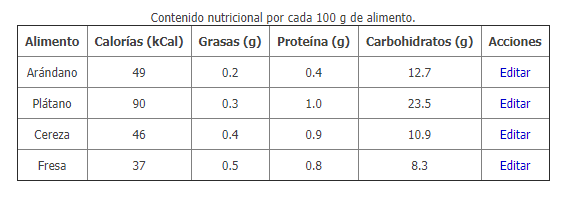 Contenido nutricional por cada 100 g de alimento.
Alimento Calorías (kCal) Grasas (g) Proteína (g) Carbohidratos (g) Acciones
Arándano 49 0.2 0.4 12.7 Editar
Plátano 90 0.3 1.0 23.5 Editar
Cereza 46 0.4 0.9 10.9 Editar
Fresa 37 0.5 0.8 8.3 Editar